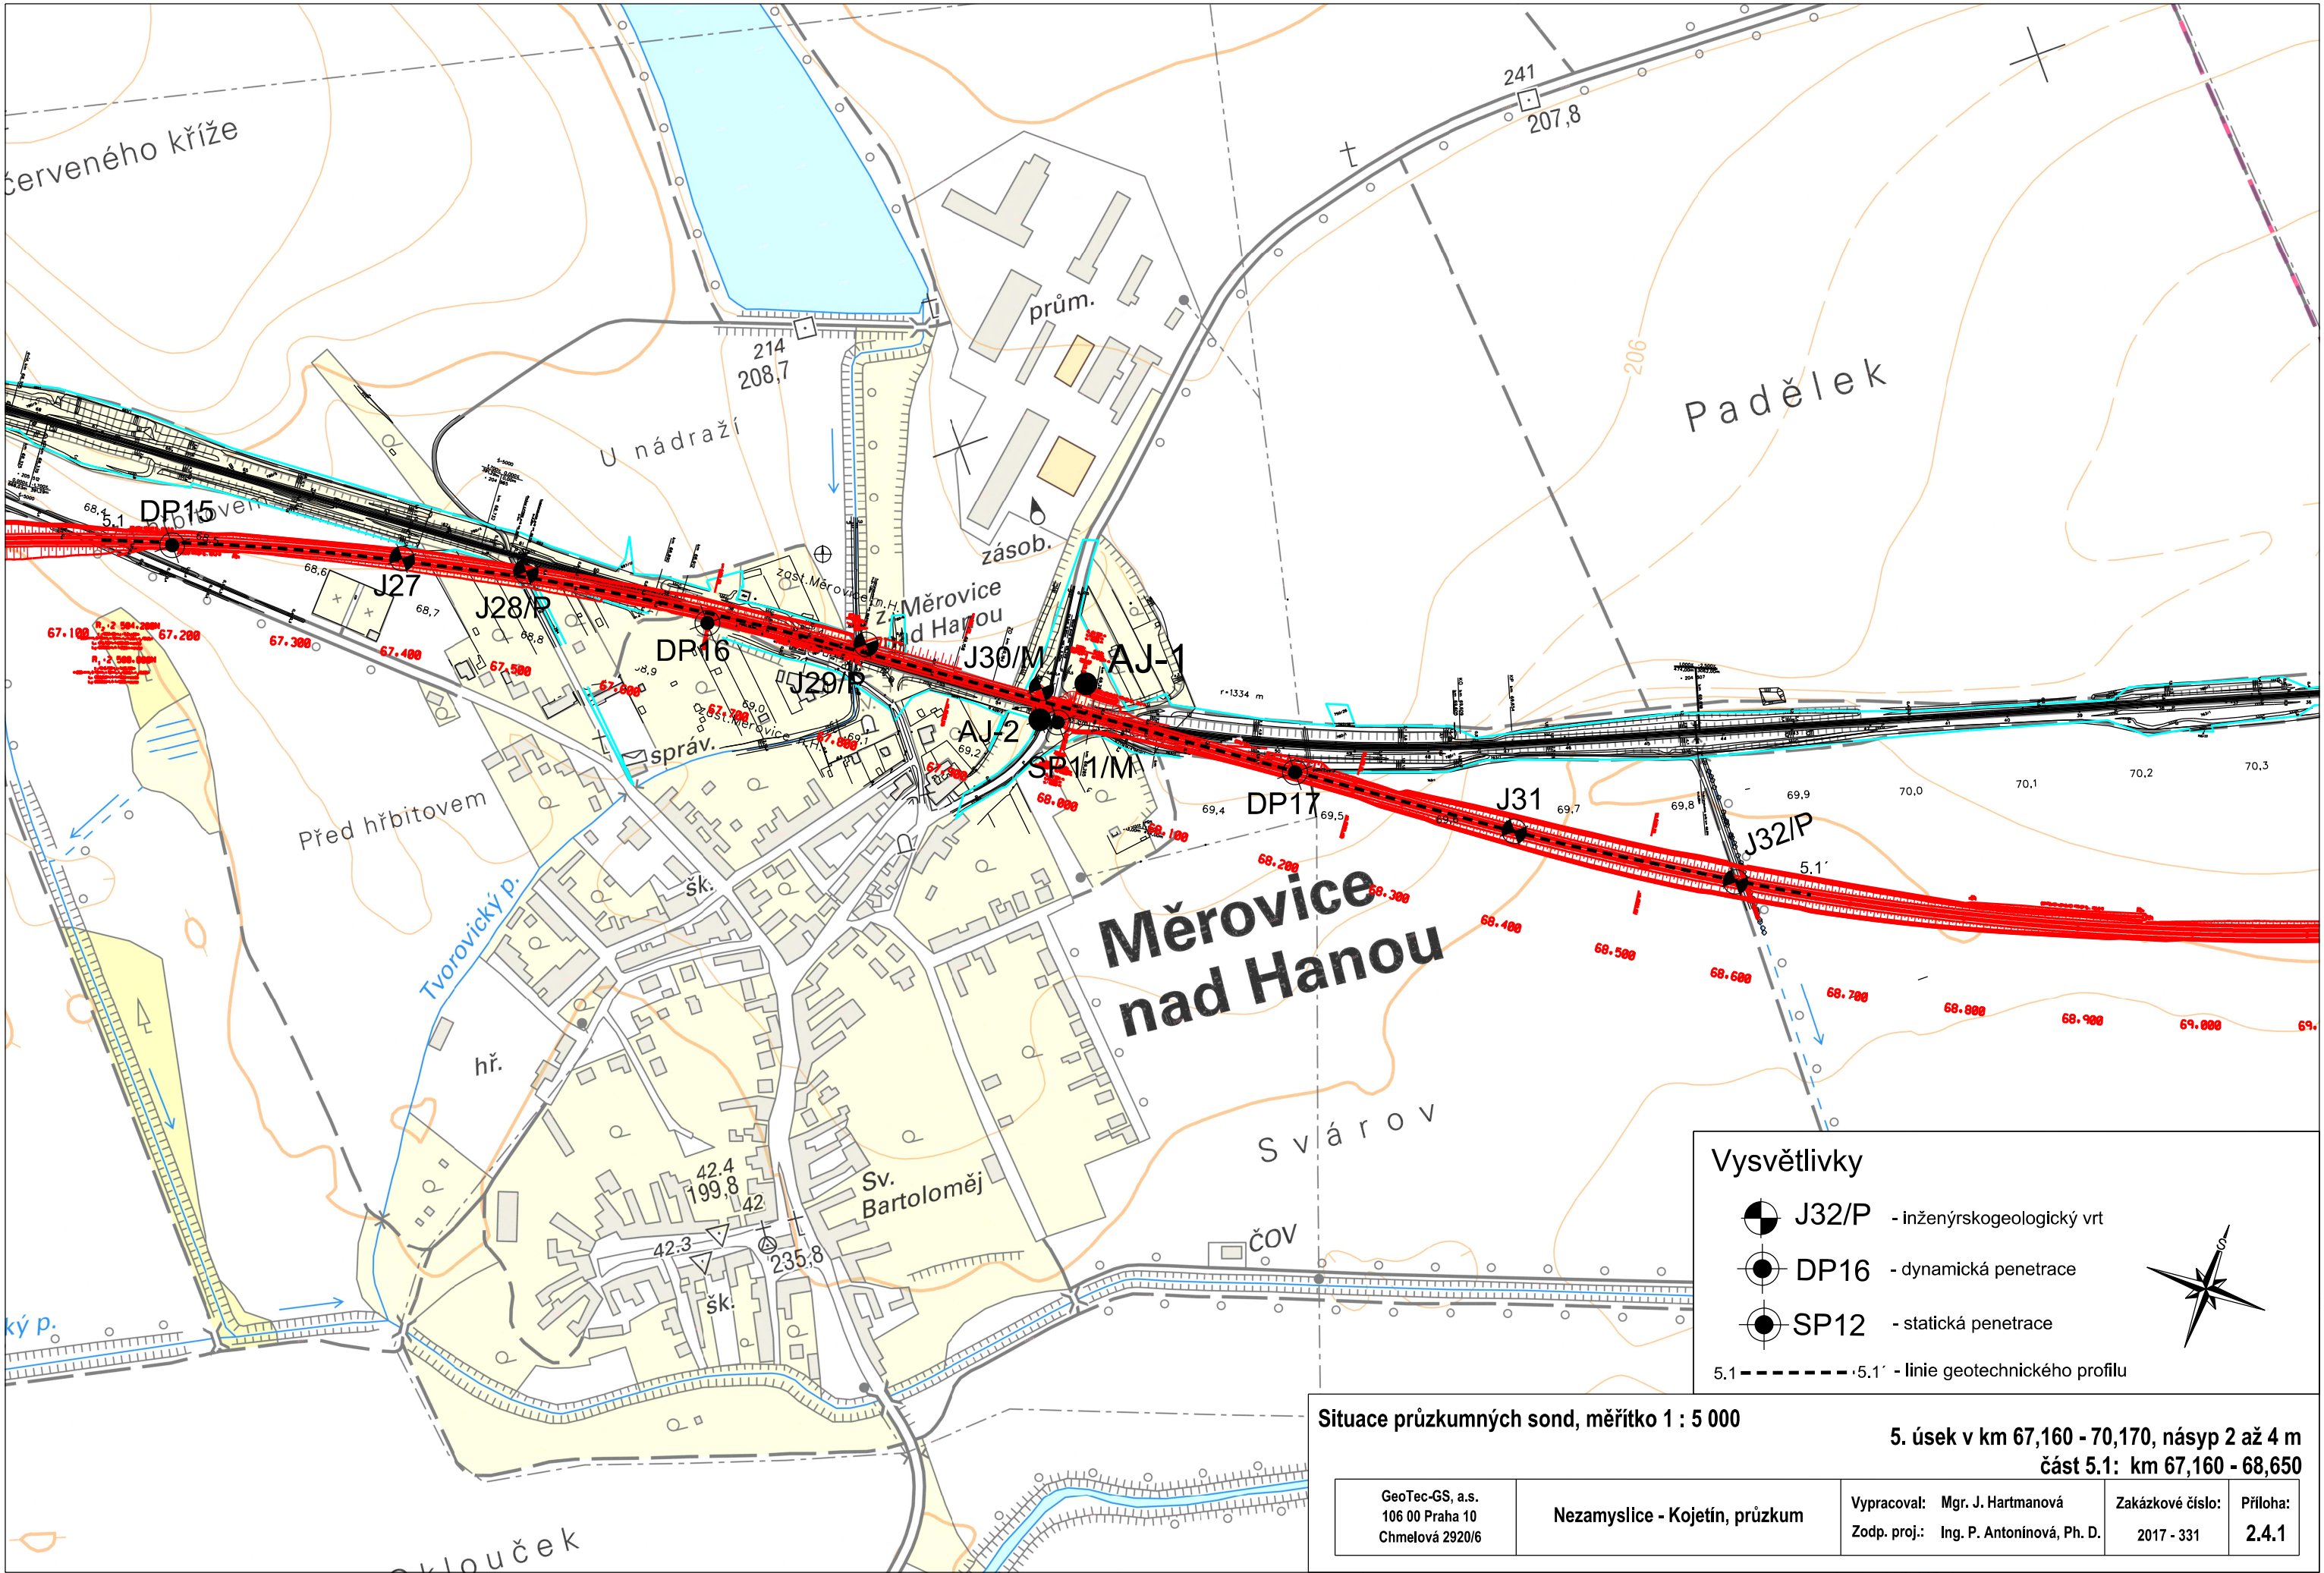 241
207,8
červeného kříže
prům.
214
208,7
206
Padělek
U nádraží
zásob.
DP15
5.1
68,4
68,6
68,7
J27
J28/P
68,8
zast.Měrovice n.H.
Měrovice
d Hanou
DP16
J29/P
J30/M
AJ-1
AJ-2
SP11/M
r=1334 m
67.100
67.200
67.300
67.400
67.500
67.600
67.700
67.800
67.900
68.000
68.100
68.200
68.300
68.400
68.500
68.600
68.700
68.800
68.900
69.000
69.
69,0
69,1
69,2
69,4
69,5
69,7
69,8
69,9
70,0
70,1
70,2
70,3
DP17
J31
J32/P
5.1´
správ.
Před hřbitovem
Tvorovický p.
šk.
Měrovice
nad Hanou
hř.
Svárov
42.4
199,8
42
42.3
235,8
šk.
Sv.
Bartoloměj
ČOV
ký p.
klouček
Vysvětlivky
J32/P - inženýrskogeologický vrt
DP16 - dynamická penetrace
SP12 - statická penetrace
5.1 5.1´ - linie geotechnického profilu
S
Situace průzkumných sond, měřítko 1 : 5 000
5. úsek v km 67,160 - 70,170, násyp 2 až 4 m
část 5.1: km 67,160 - 68,650
GeoTec-GS, a.s.
106 00 Praha 10
Chmelová 2920/6
Nezamyslice - Kojetín, průzkum
Vypracoval: Mgr. J. Hartmanová
Zodp. proj.: Ing. P. Antonínová, Ph. D.
Zakázkové číslo:
2017 - 331
Příloha:
2.4.1